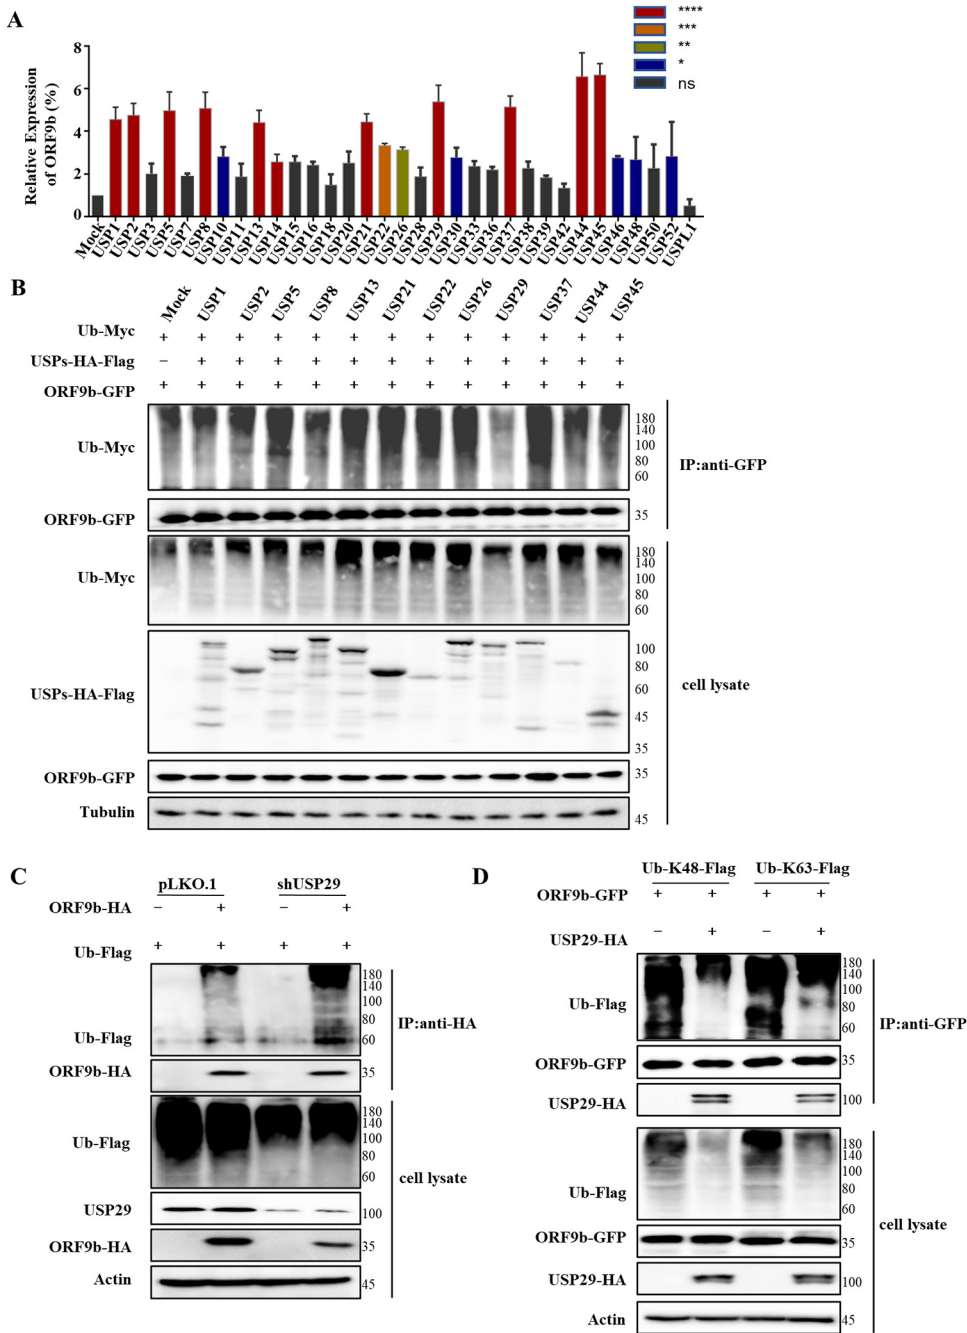 A
****
***
**
*
ns
Relative Expression
of ORF9b (%)
8
6
4
2
0
Mock
USP1
USP2
USP3
USP5
USP7
USP8
USP10
USP11
USP13
USP14
USP15
USP16
USP18
USP20
USP21
USP22
USP26
USP28
USP29
USP30
USP33
USP36
USP37
USP38
USP39
USP42
USP44
USP45
USP46
USP48
USP50
USP52
USPL1
B
Mock USP1 USP2 USP5 USP8 USP13 USP21 USP22 USP26 USP29 USP37 USP44 USP45
Ub-Myc + + + + + + + + + + + + +
USPs-HA-Flag − + + + + + + + + + + + +
ORF9b-GFP + + + + + + + + + + + + +
Ub-Myc
180
140
100
80
60
IP:anti-GFP
ORF9b-GFP 35
Ub-Myc
180
140
100
80
60
USPs-HA-Flag
100
80
60
45
35
cell lysate
ORF9b-GFP 35
Tubulin 45
C
pLKO.1 shUSP29
ORF9b-HA − + − +
Ub-Flag + + + +
Ub-Flag
180
140
100
80
60
IP:anti-HA
ORF9b-HA 35
Ub-Flag
180
140
100
80
60
cell lysate
USP29 100
ORF9b-HA 35
Actin 45
D
Ub-K48-Flag Ub-K63-Flag
ORF9b-GFP + + + +
USP29-HA − + − +
Ub-Flag
180
140
100
80
60
IP:anti-GFP
ORF9b-GFP 35
USP29-HA 100
Ub-Flag
180
140
100
80
60
cell lysate
ORF9b-GFP 35
USP29-HA 100
Actin 45